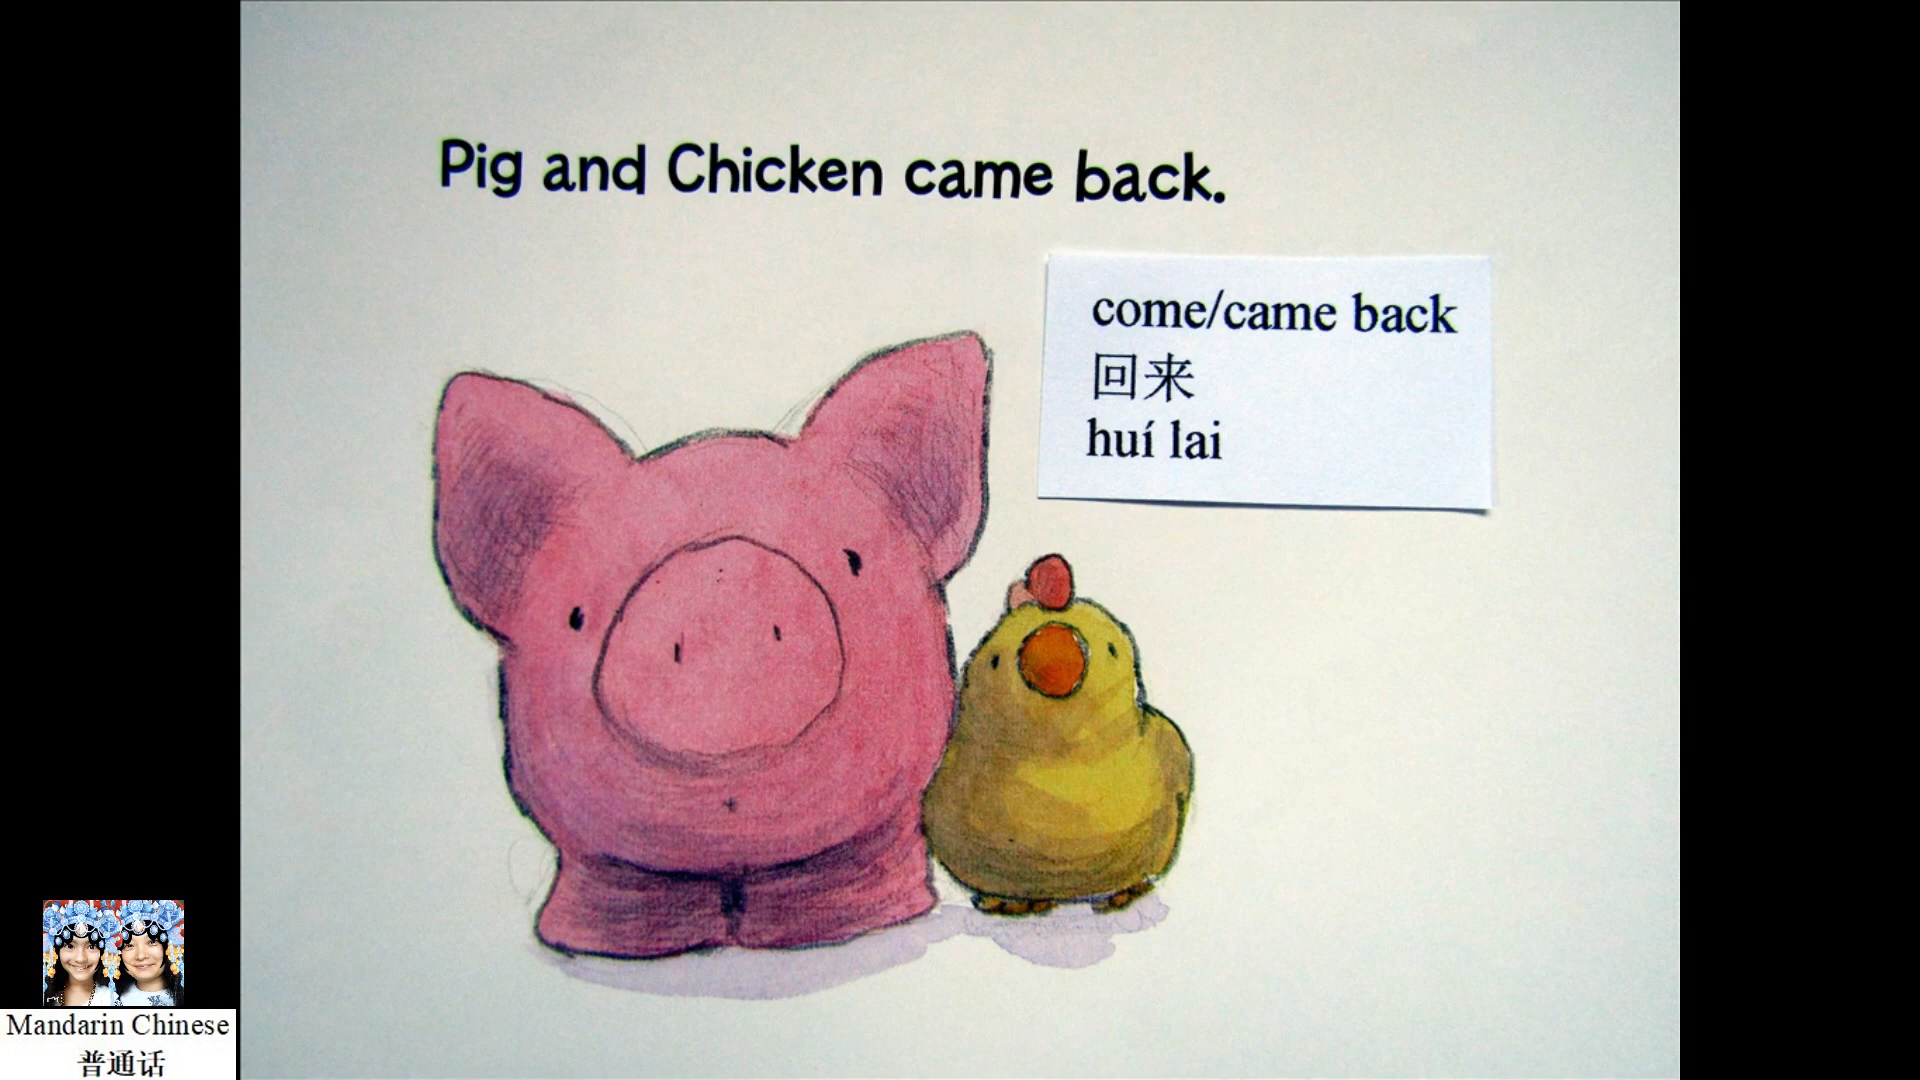 Pig and Chicken came back.
come/came back
回来
huí lai
Mandarin Chinese
普通话